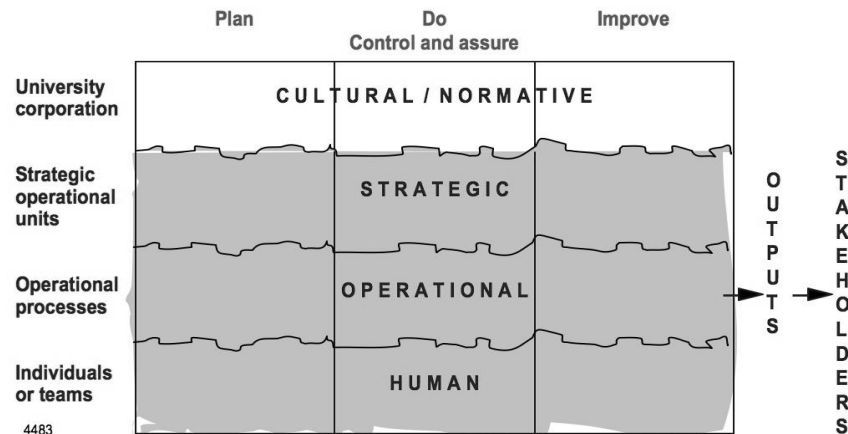 Plan
Do
Control and assure
Improve
University
corporation
CULTURAL / NORMATIVE
Strategic
operational
units
STRATEGIC
Operational
processes
OPERATIONAL
Individuals
or teams
HUMAN
OUTPUTS
STAKEHOLDERS
4483